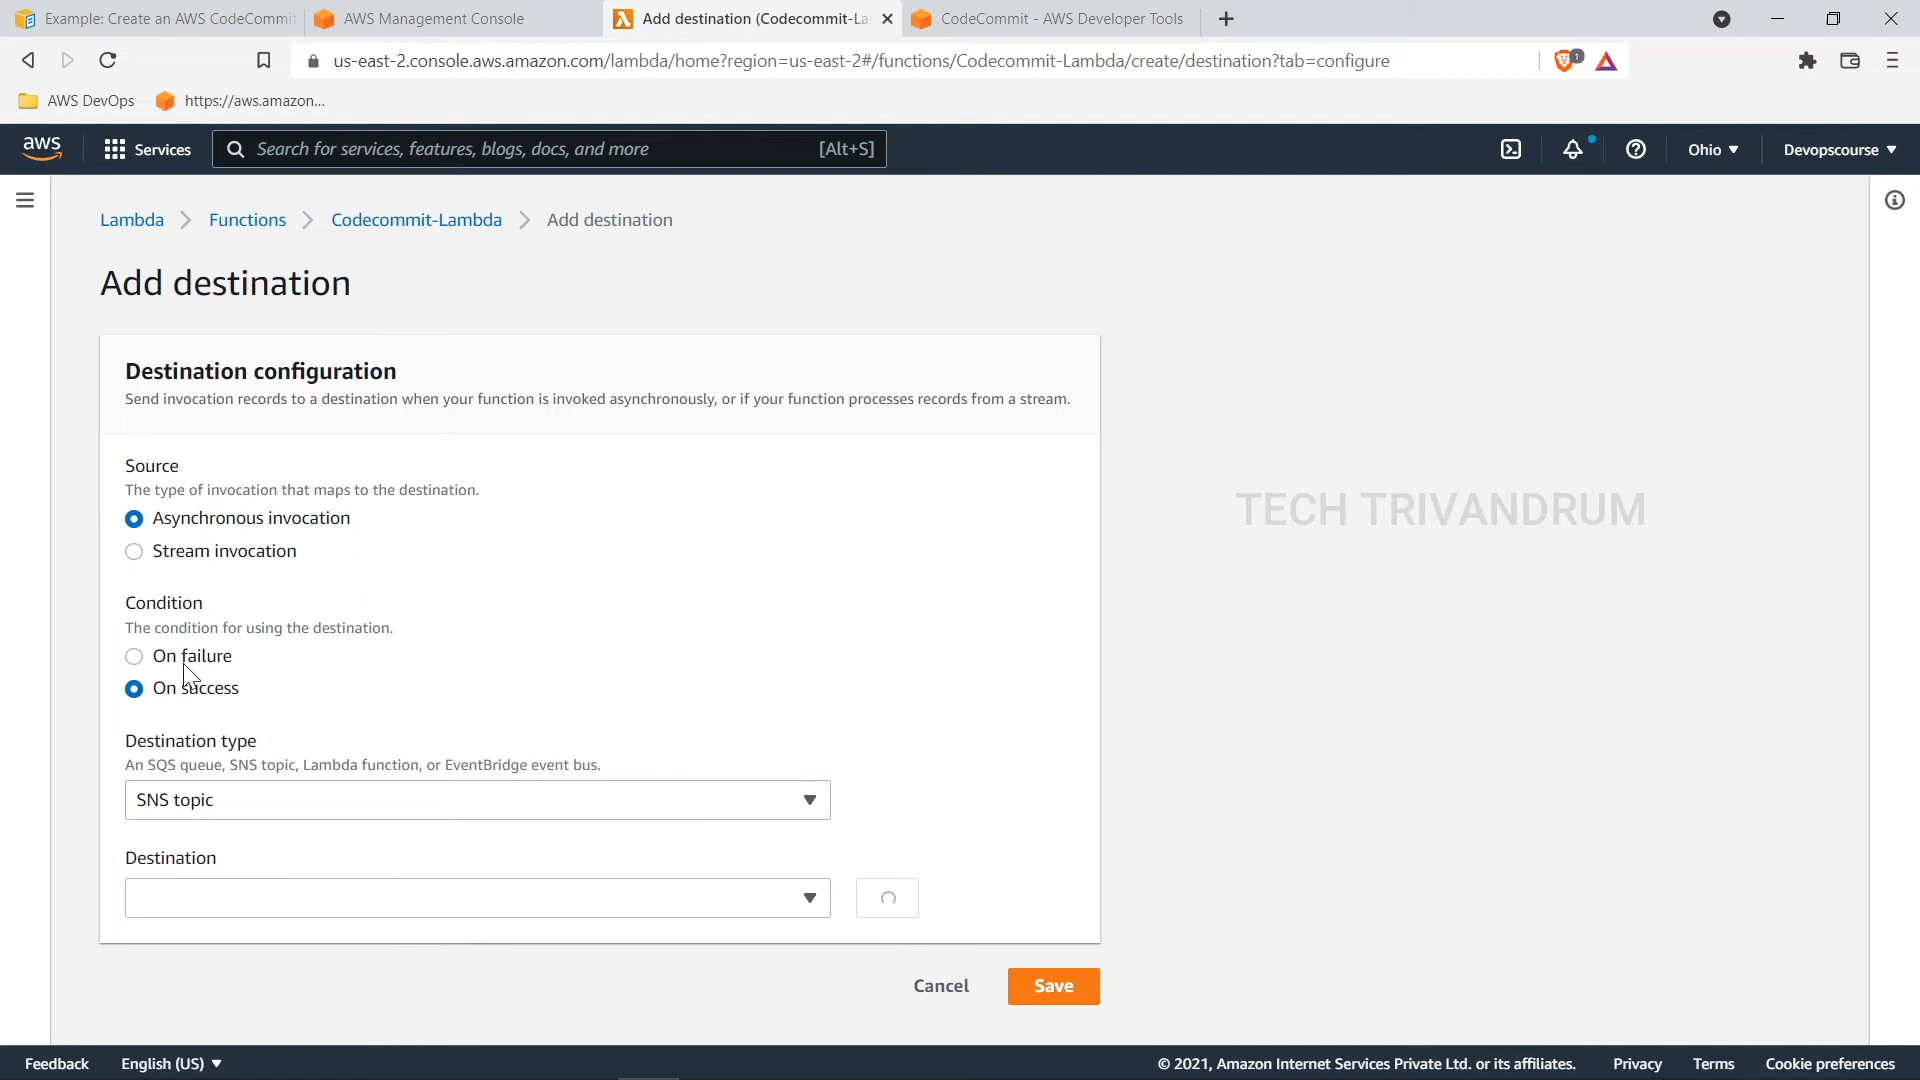 Example: Create an AWS CodeCommit
AWS Management Console
Add destination (Codecommit-La
CodeCommit - AWS Developer Tools
us-east-2.console.aws.amazon.com/lambda/home?region=us-east-2#/functions/Codecommit-Lambda/create/destination?tab=configure
1
AWS DevOps
https://aws.amazon...
aws
Services
Search for services, features, blogs, docs, and more
[Alt+S]
Ohio
Devopscourse
Lambda
Functions
Codecommit-Lambda
Add destination
Add destination
Destination configuration
Send invocation records to a destination when your function is invoked asynchronously, or if your function processes records from a stream.
Source
The type of invocation that maps to the destination.
Asynchronous invocation
Stream invocation
TECH TRIVANDRUM
Condition
The condition for using the destination.
On failure
On success
Destination type
An SQS queue, SNS topic, Lambda function, or EventBridge event bus.
SNS topic
Destination
Cancel
Save
Feedback
English (US)
© 2021, Amazon Internet Services Private Ltd. or its affiliates.
Privacy
Terms
Cookie preferences